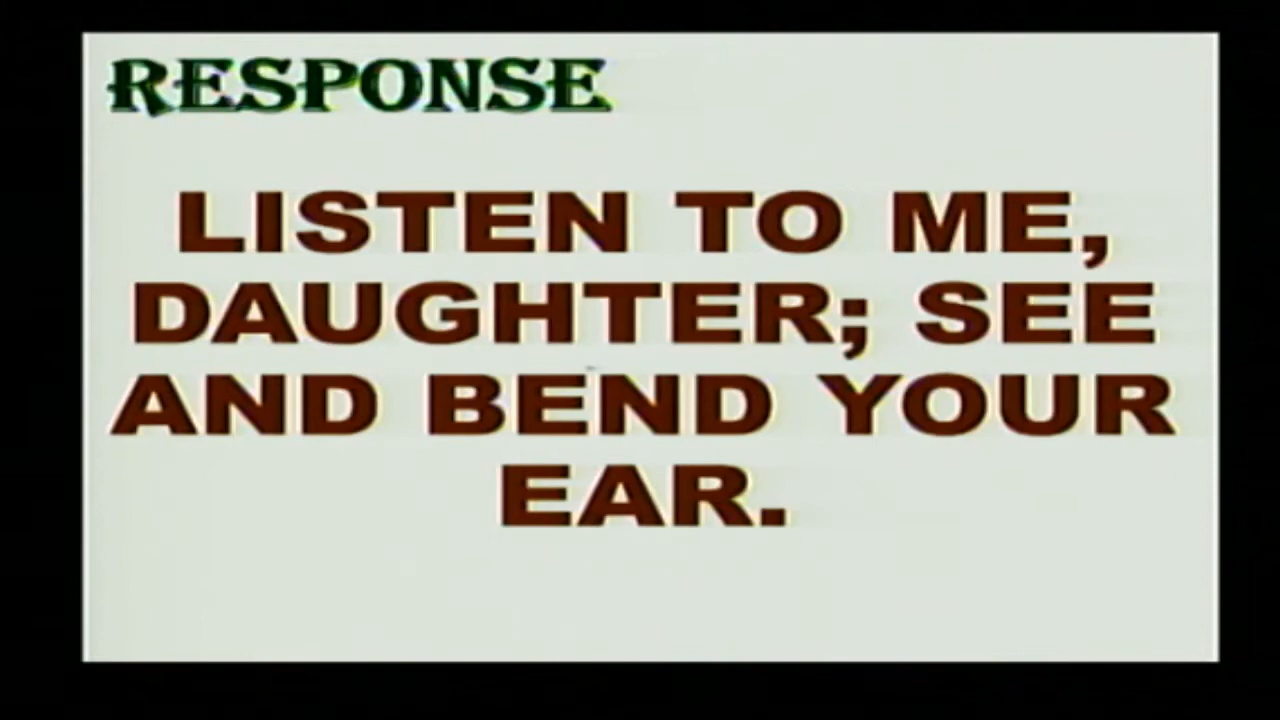 RESPONSE
LISTEN TO ME,
DAUGHTER; SEE
AND BEND YOUR
EAR.